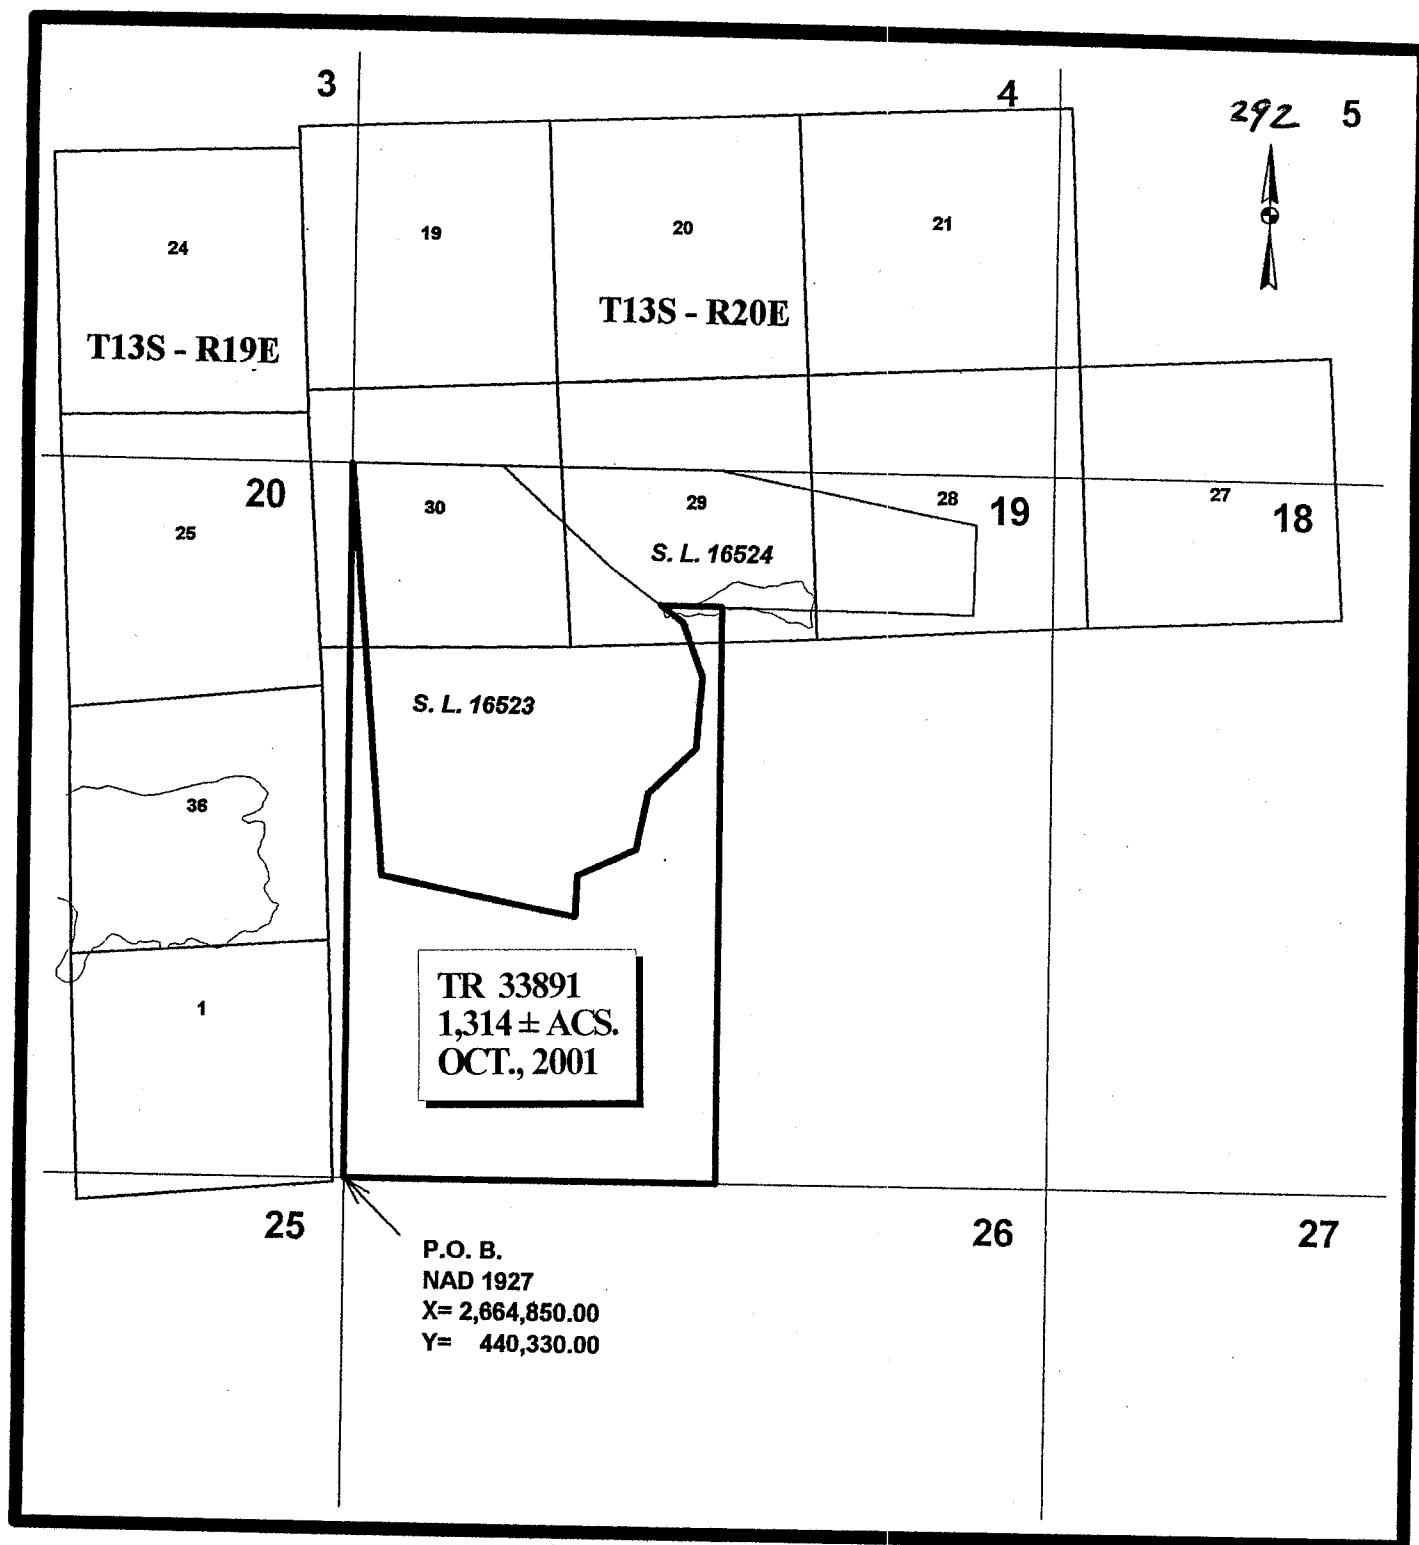 3
4
292 5
24
19
20
21
T13S - R19E
T13S - R20E
20
25
30
29
28
19
27
18
S. L. 16524
S. L. 16523
36
1
TR 33891
1,314 ± ACS.
OCT., 2001
25
26
27
P.O. B.
NAD 1927
X= 2,664,850.00
Y= 440,330.00